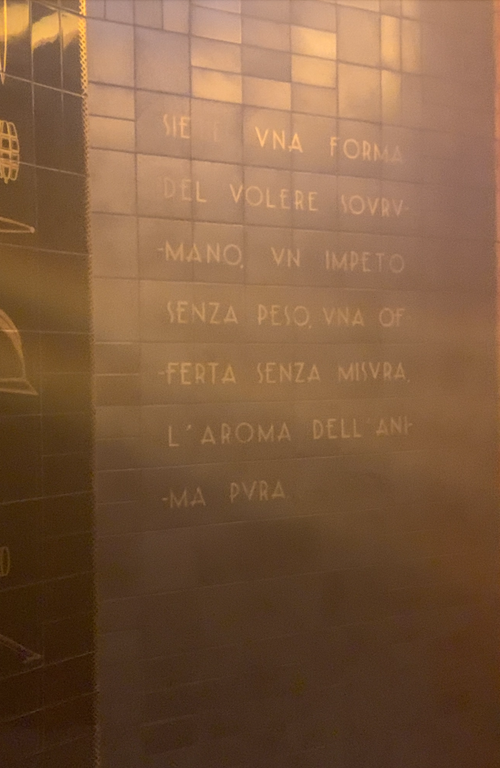 VNA FORMA
DEL VOLERE SOVRV-
-MANO, VN IMPETO
SENZA PESO, VNA OF-
-FERTA SENZA MISVRA,
L'AROMA DELL'ANI-
-MA PVRA